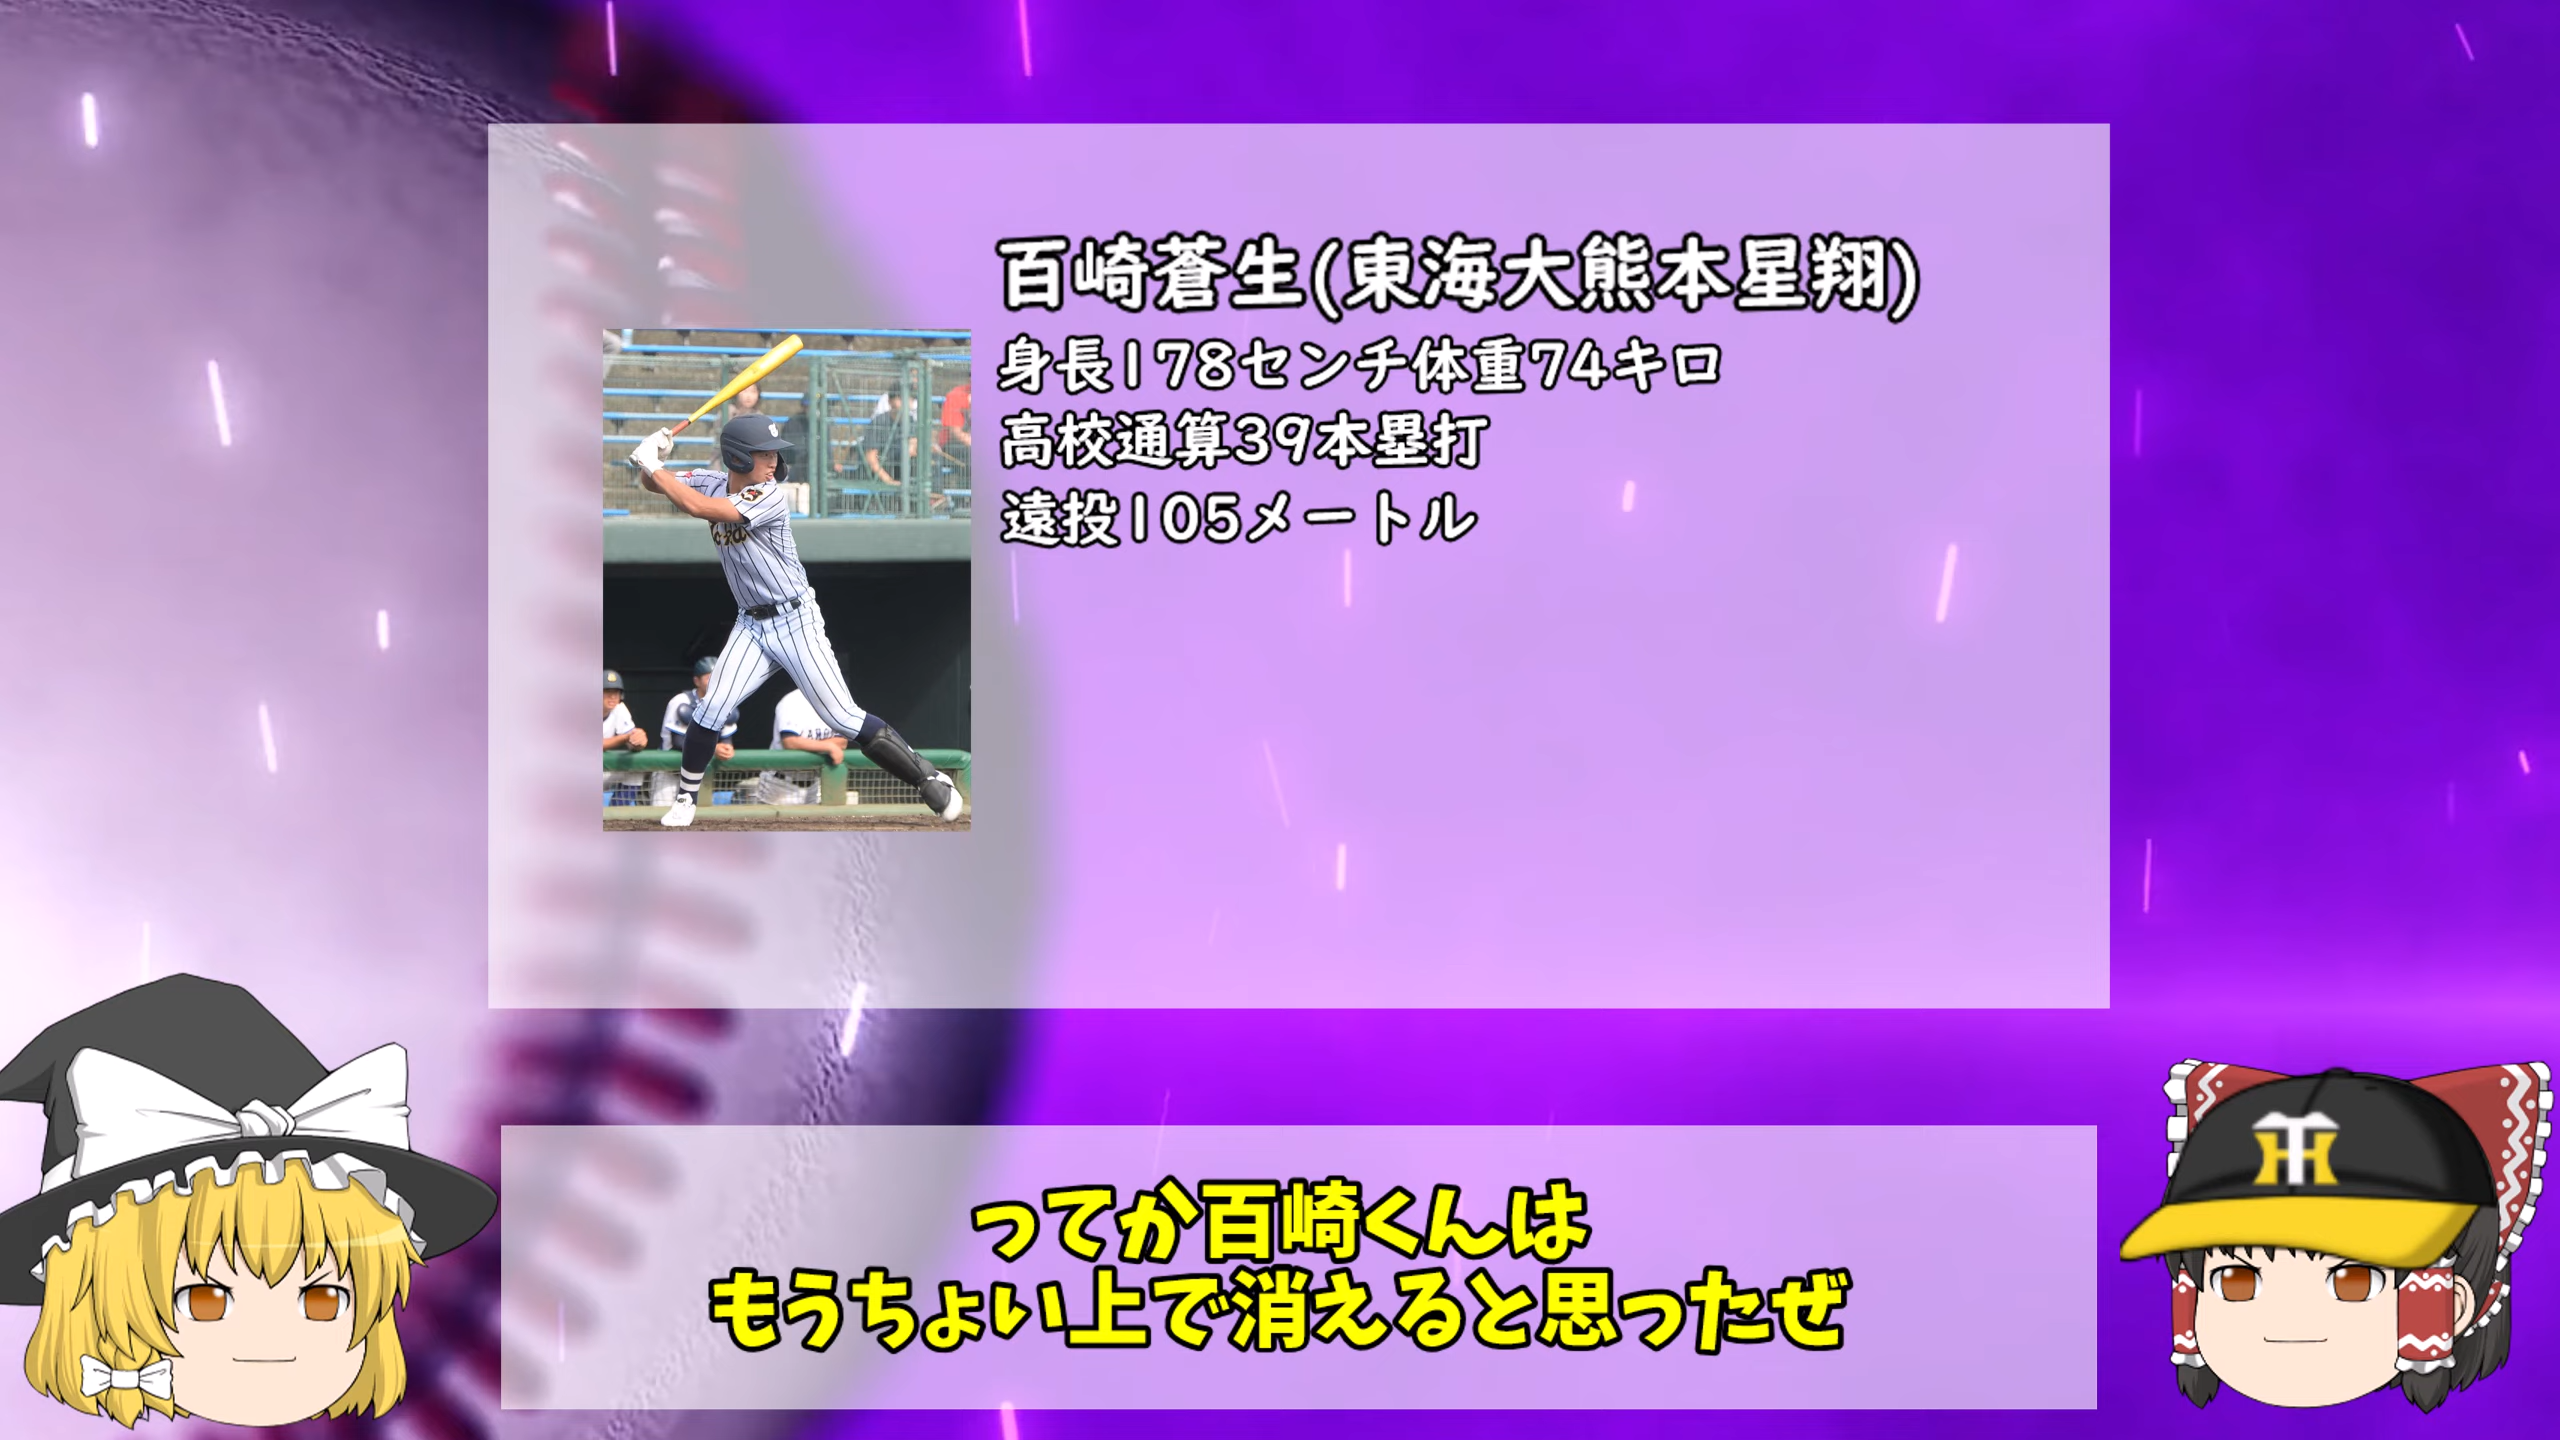 百崎蒼生(東海大熊本星翔)
身長178センチ体重74キロ
高校通算39本塁打
遠投105メートル
ってか百崎くんは
もうちょい上で消えると思ったぜ